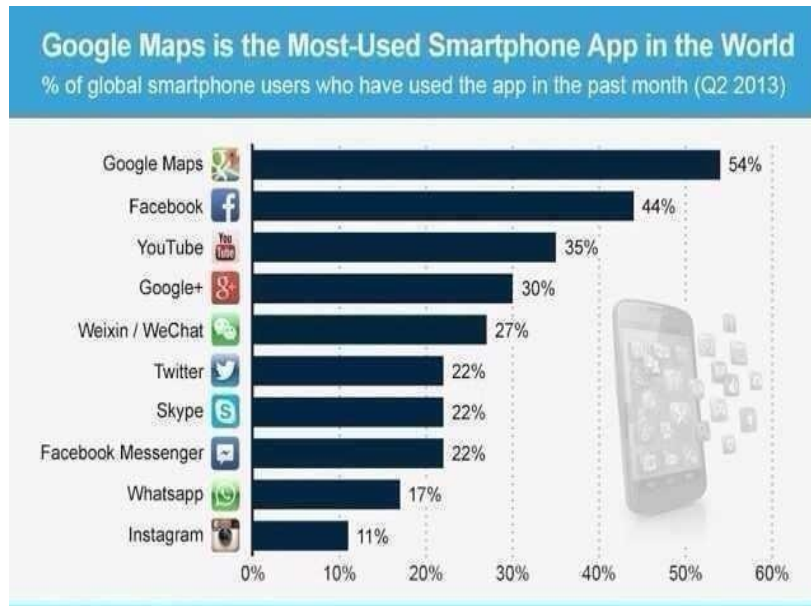 Google Maps is the Most-Used Smartphone App in the World
% of global smartphone users who have used the app in the past month (Q2 2013)
Google Maps 54%
Facebook 44%
YouTube 35%
Google+ 30%
Weixin / WeChat 27%
Twitter 22%
Skype 22%
Facebook Messenger 22%
Whatsapp 17%
Instagram 11%
0% 10% 20% 30% 40% 50% 60%